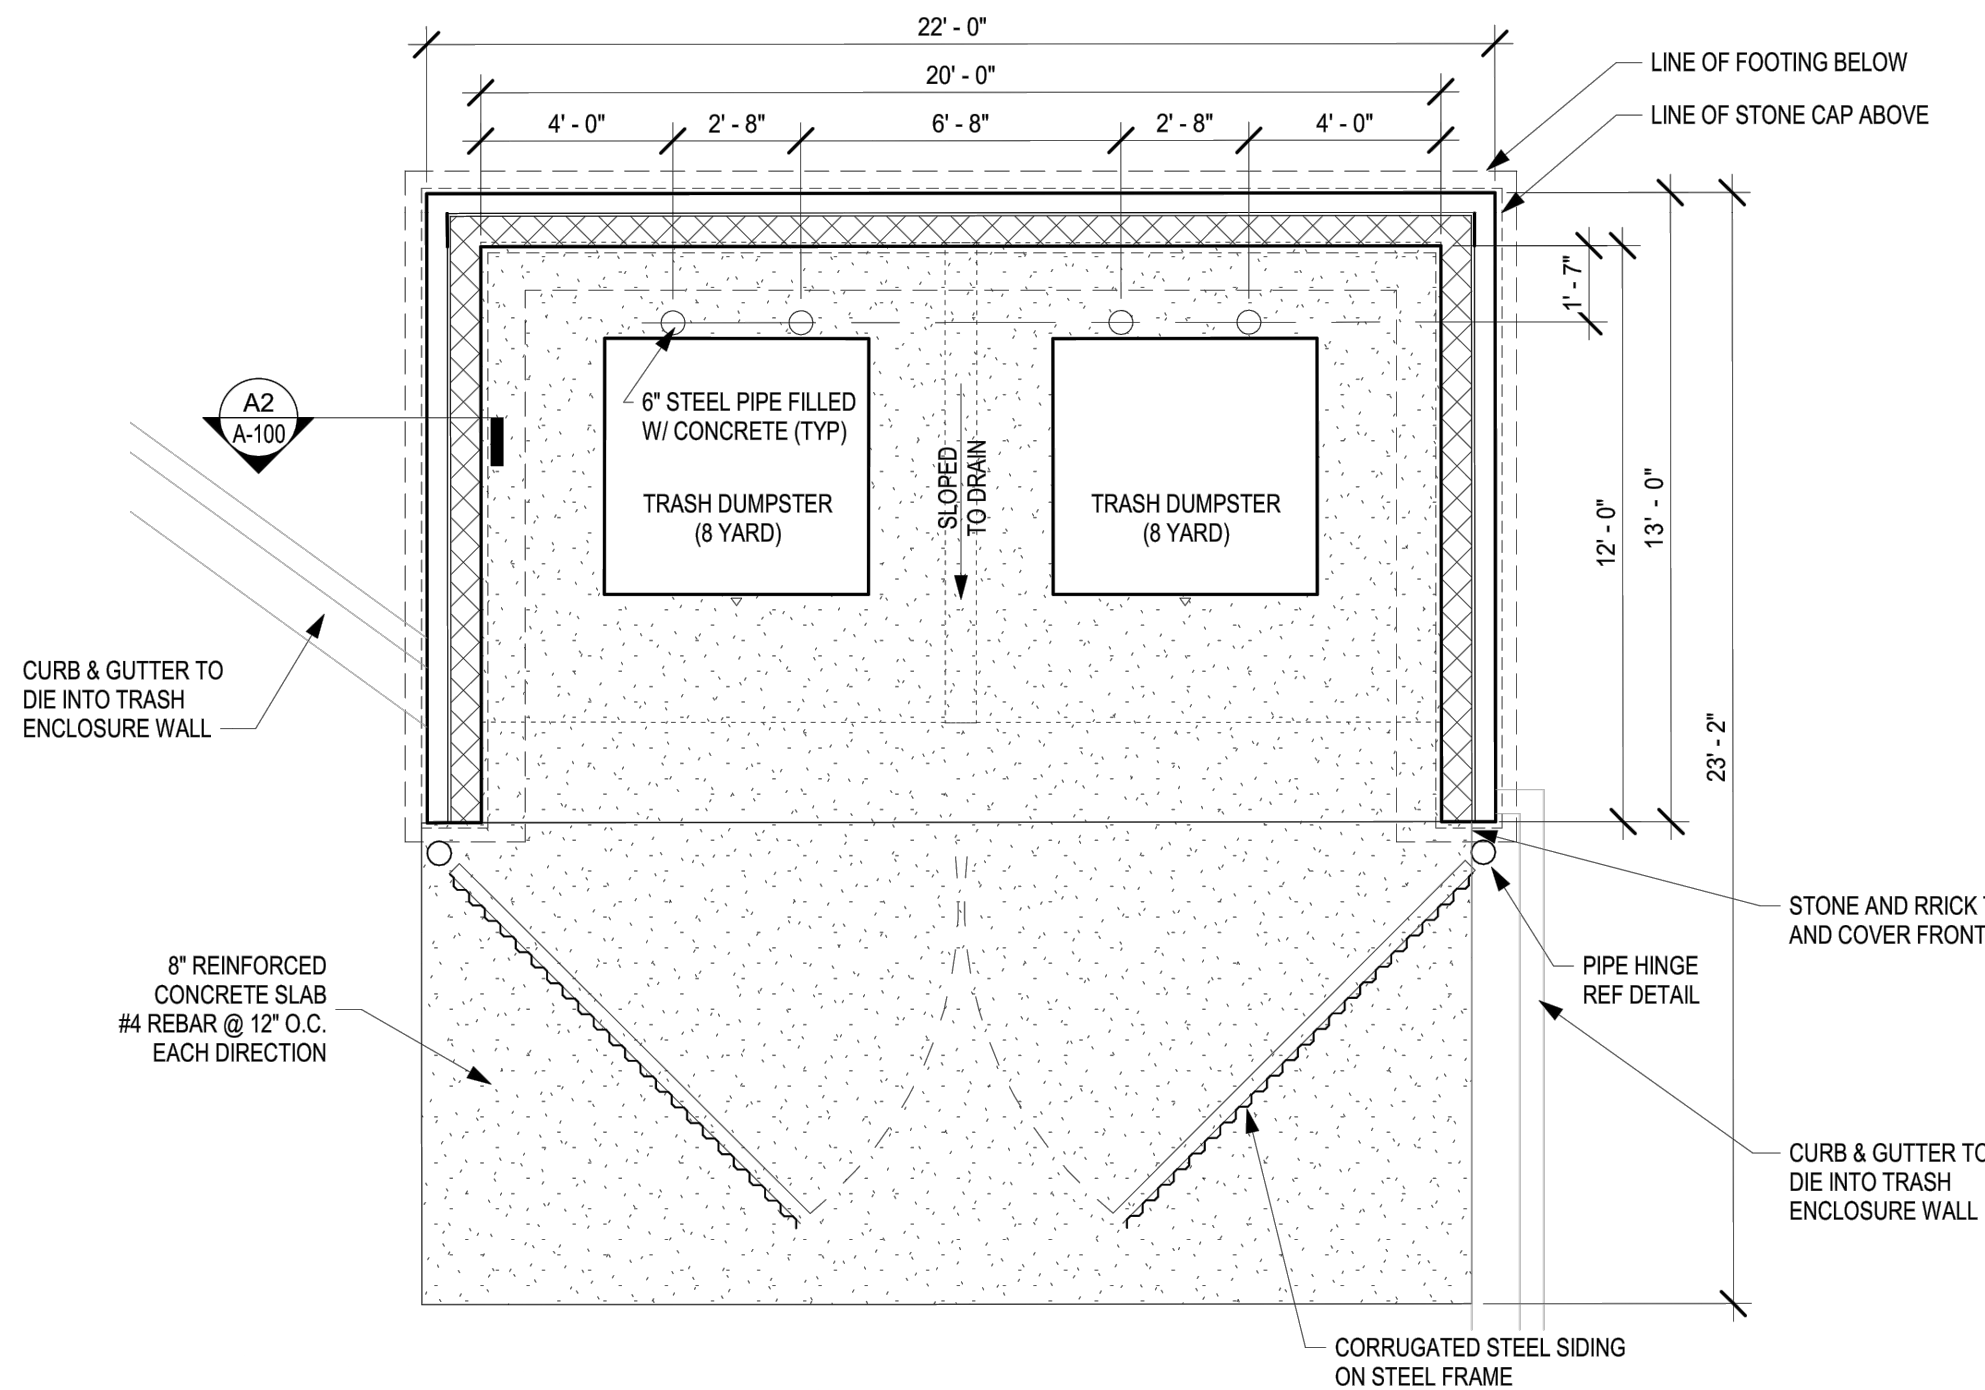 22' - 0"
20' - 0"
4' - 0"
2' - 8"
6' - 8"
2' - 8"
4' - 0"
LINE OF FOOTING BELOW
LINE OF STONE CAP ABOVE
1' - 7"
12' - 0"
13' - 0"
23' - 2"
A2
A-100
6" STEEL PIPE FILLED
W/ CONCRETE (TYP)
TRASH DUMPSTER
(8 YARD)
SLOPED
TO DRAIN
TRASH DUMPSTER
(8 YARD)
CURB & GUTTER TO
DIE INTO TRASH
ENCLOSURE WALL
8" REINFORCED
CONCRETE SLAB
#4 REBAR @ 12" O.C.
EACH DIRECTION
STONE AND RRICK
AND COVER FRONT
PIPE HINGE
REF DETAIL
CURB & GUTTER TO
DIE INTO TRASH
ENCLOSURE WALL
CORRUGATED STEEL SIDING
ON STEEL FRAME